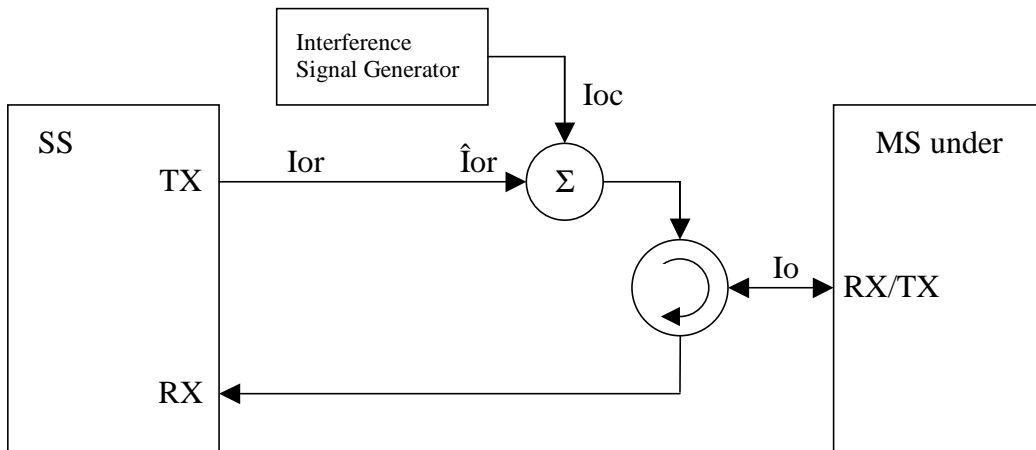 Interference
Signal Generator
Ioc
SS
MS under
TX
Ior
Îor
Σ
Io
RX/TX
RX